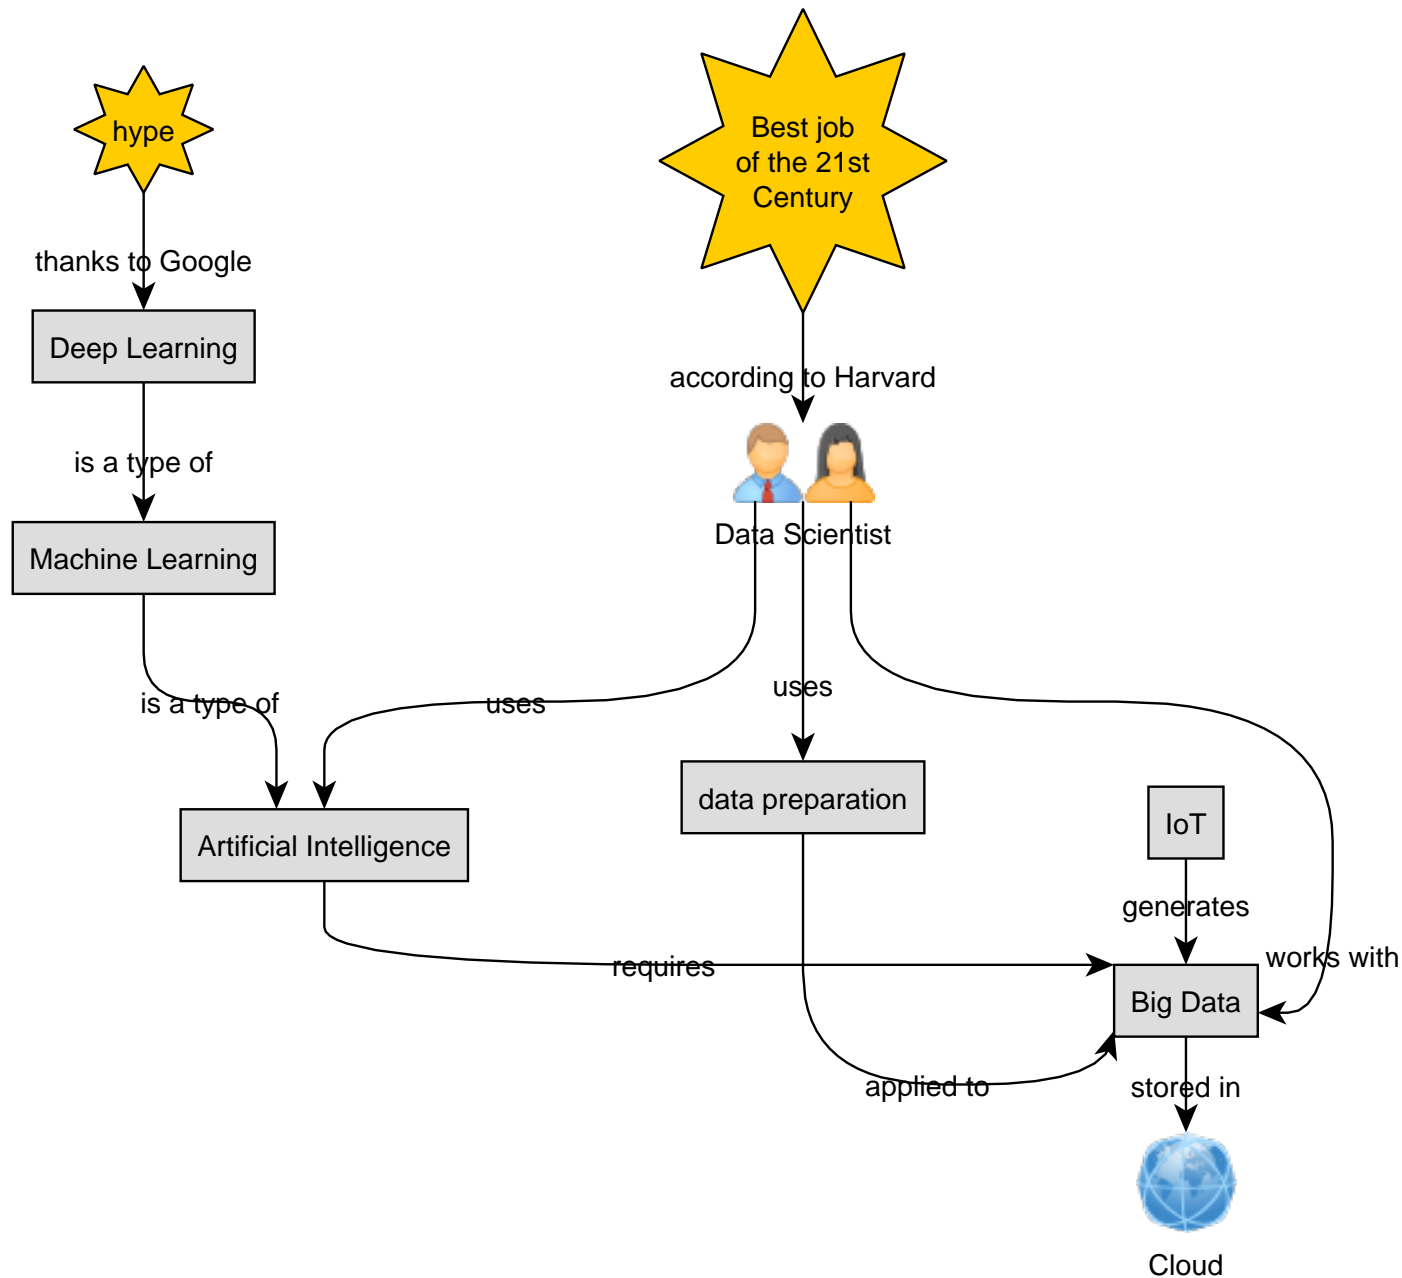 hype
Best job
of the 21st
Century
thanks to Google
Deep Learning
according to Harvard
is a type of
Data Scientist
Machine Learning
is a type of
uses
uses
data preparation
IoT
Artificial Intelligence
generates
requires
works with
Big Data
applied to
stored in
Cloud